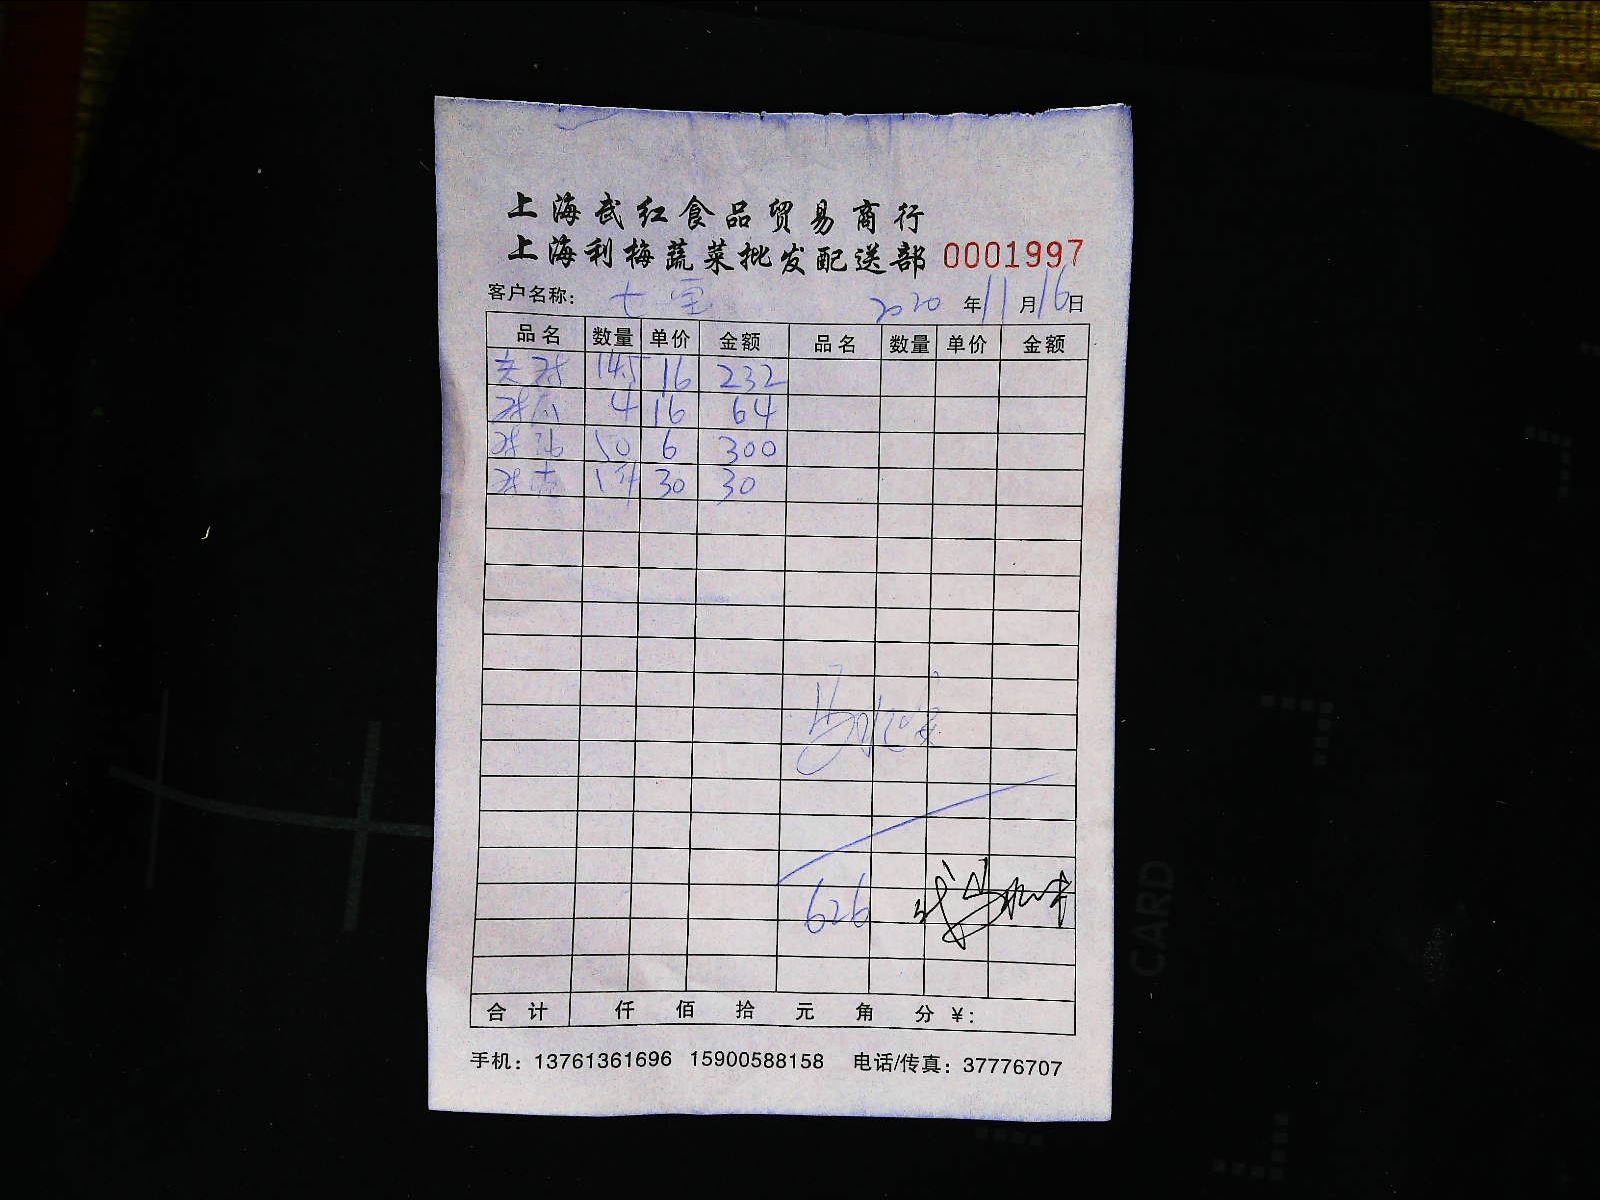 上海武红食品贸易商行
上海利梅蔬菜批发配送部 0001997
客户名称: 七宝 2020 年 11 月 16 日
品名 数量 单价 金额 品名 数量 单价 金额
14.5 16 232
4 16 64
50 6 300
1斤 30 30
626
合计 仟 佰 拾 元 角 分 ¥:
手机: 13761361696 15900588158 电话/传真: 37776707
CARD